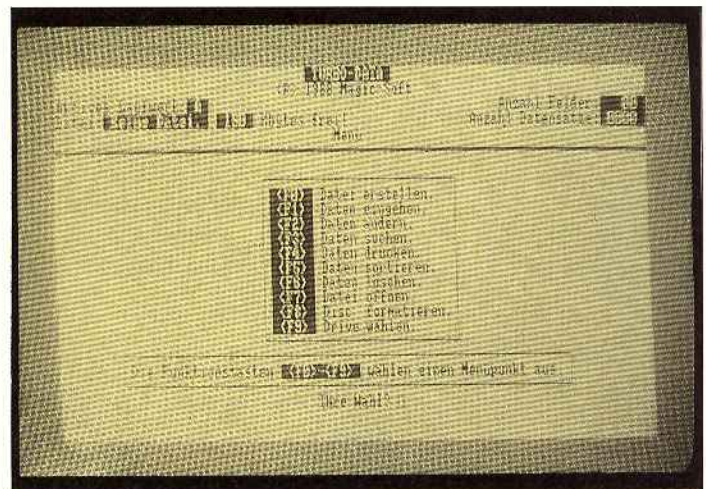 TURBO-DATA
(P) 1988 Magic Soft
Anzahl Felder:
Kbytes frei! Anzahl Datensätze:
Menü
<F0> Datei erstellen.
<F1> Daten eingeben.
<F2> Daten ändern.
<F3> Daten suchen.
<F4> Daten drucken.
<F5> Daten sortieren.
<F6> Daten löschen.
<F7> Datei öffnen
<F8> Disc formatieren.
<F9> Drive wählen.
Die Funktionstasten <F0>-<F9> wählen einen Menüpunkt aus
Ihre Wahl?